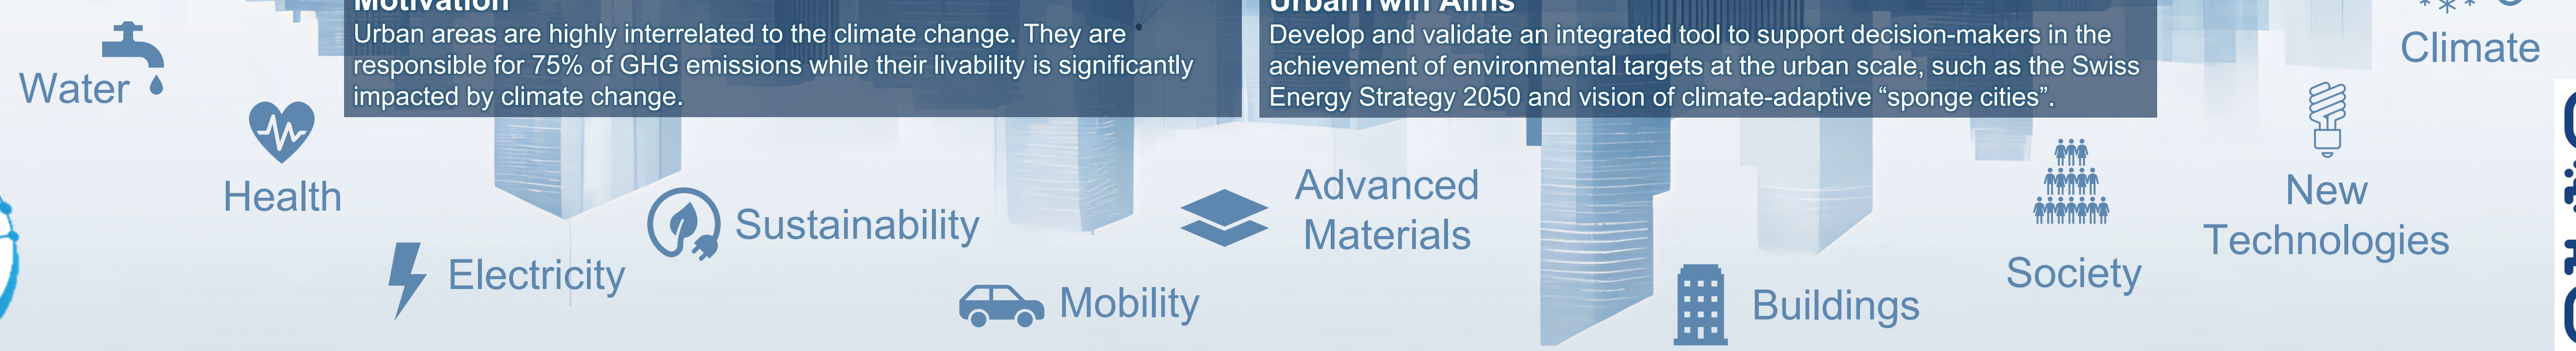 Motivation
Urban areas are highly interrelated to the climate change. They are
responsible for 75% of GHG emissions while their livability is significantly
impacted by climate change.
UrbanTwin Aims
Develop and validate an integrated tool to support decision-makers in the
achievement of environmental targets at the urban scale, such as the Swiss
Energy Strategy 2050 and vision of climate-adaptive “sponge cities”.
Water
Health
Electricity
Sustainability
Mobility
Advanced
Materials
Buildings
Society
New
Technologies
Climate